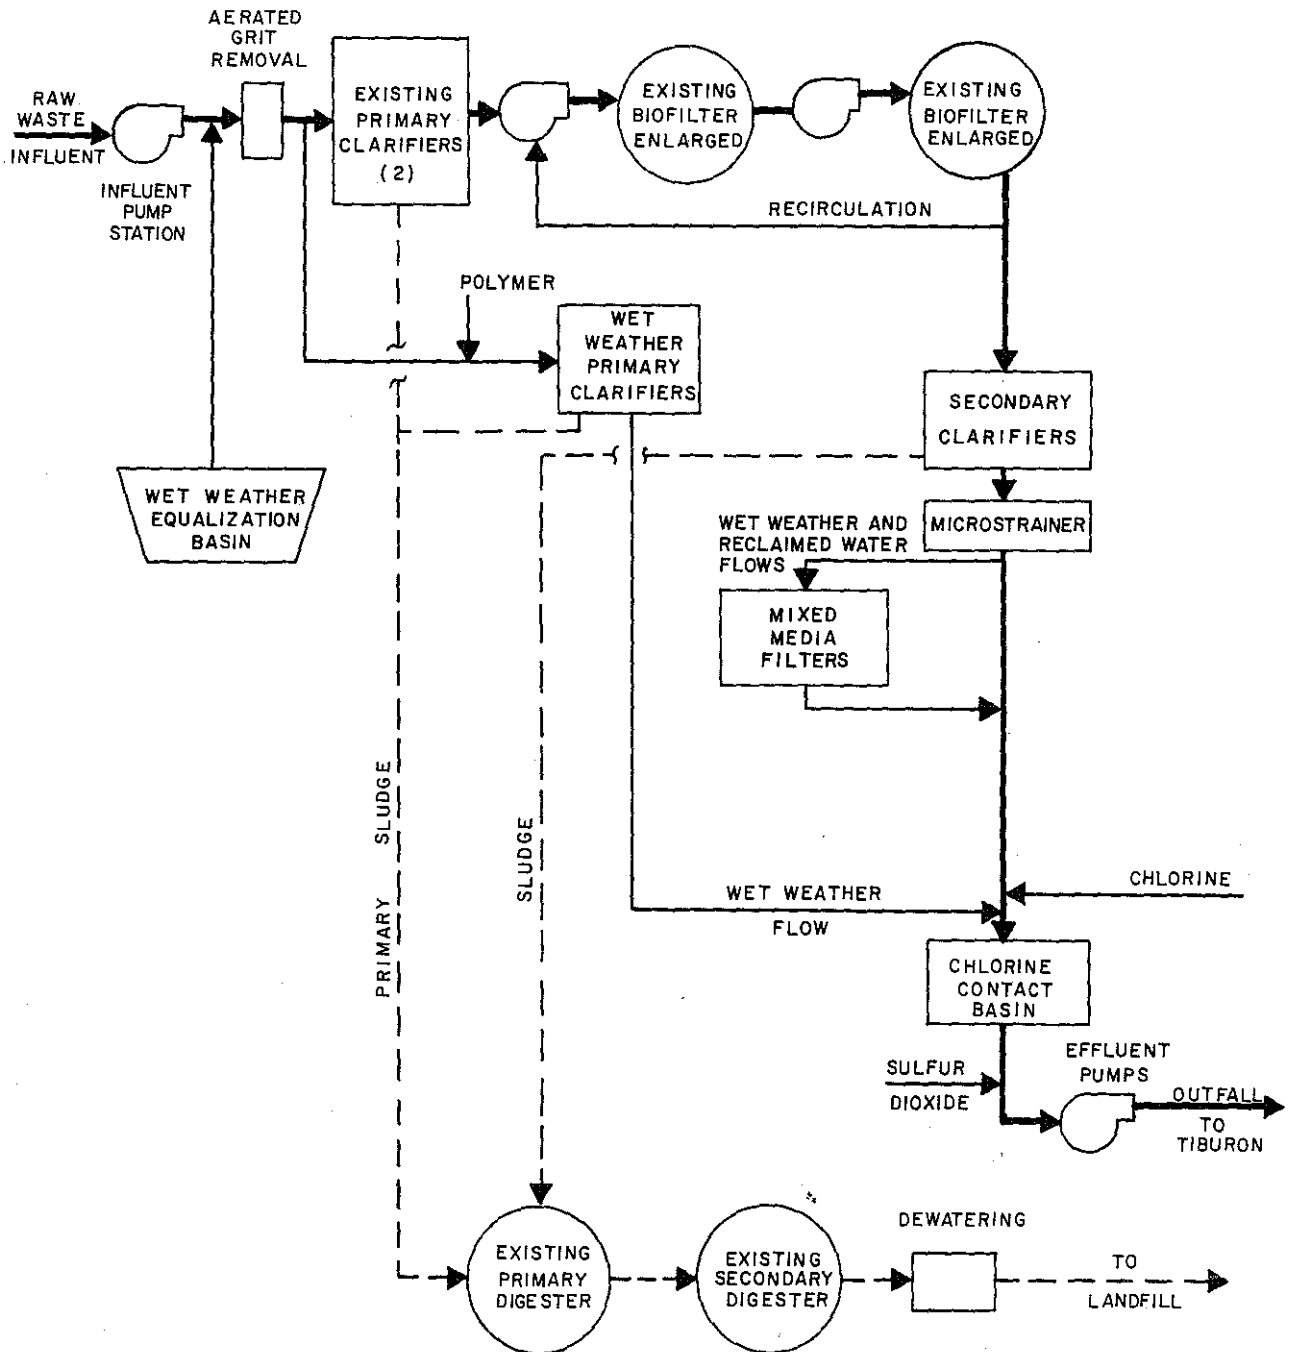 AERATED
GRIT
REMOVAL
RAW
WASTE
INFLUENT
INFLUENT
PUMP
STATION
EXISTING
PRIMARY
CLARIFIERS
(2)
EXISTING
BIOFILTER
ENLARGED
EXISTING
BIOFILTER
ENLARGED
RECIRCULATION
POLYMER
WET
WEATHER
PRIMARY
CLARIFIERS
SECONDARY
CLARIFIERS
WET WEATHER
EQUALIZATION
BASIN
MICROSTRAINER
WET WEATHER AND
RECLAIMED WATER
FLOWS
MIXED
MEDIA
FILTERS
PRIMARY SLUDGE
SLUDGE
WET WEATHER
FLOW
CHLORINE
CHLORINE
CONTACT
BASIN
SULFUR
DIOXIDE
EFFLUENT
PUMPS
OUTFALL
TO
TIBURON
EXISTING
PRIMARY
DIGESTER
EXISTING
SECONDARY
DIGESTER
DEWATERING
TO
LANDFILL